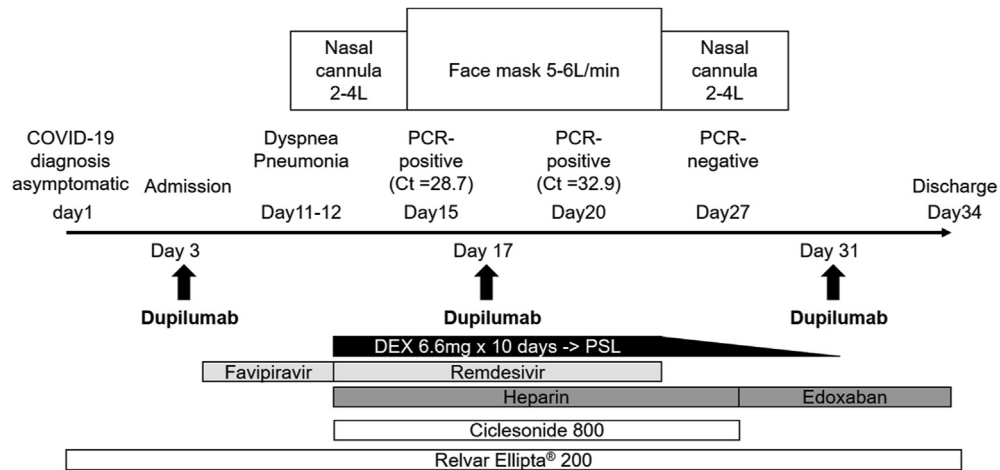 Nasal
cannula
2-4L
Face mask 5-6L/min
Nasal
cannula
2-4L
COVID-19
diagnosis
asymptomatic
day1
Admission
Dyspnea
Pneumonia
Day11-12
PCR-
positive
(Ct =28.7)
Day15
PCR-
positive
(Ct =32.9)
Day20
PCR-
negative
Day27
Discharge
Day34
Day 3
Dupilumab
Day 17
Dupilumab
Day 31
Dupilumab
DEX 6.6mg x 10 days -> PSL
Favipiravir
Remdesivir
Heparin
Edoxaban
Ciclesonide 800
Relvar Ellipta® 200